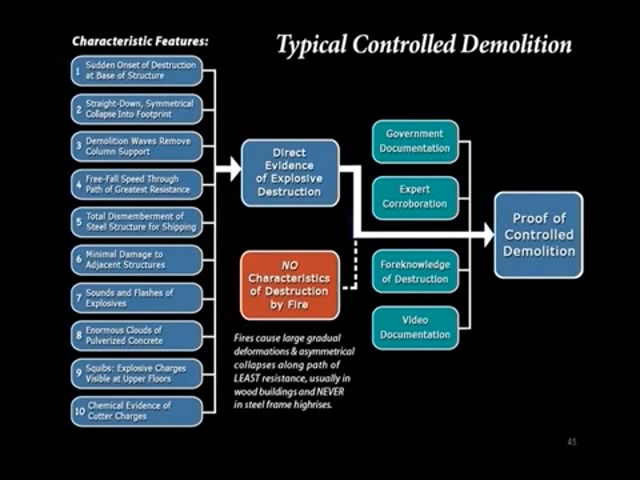 Characteristic Features:
Typical Controlled Demolition
1 Sudden Onset of Destruction
at Base of Structure
2 Straight-Down, Symmetrical
Collapse Into Footprint
3 Demolition Waves Remove
Column Support
4 Free-Fall Speed Through
Path of Greatest Resistance
5 Total Dismemberment of
Steel Structure for Shipping
6 Minimal Damage to
Adjacent Structures
7 Sounds and Flashes of
Explosives
8 Enormous Clouds of
Pulverized Concrete
9 Squibs: Explosive Charges
Visible at Upper Floors
10 Chemical Evidence of
Cutter Charges
Direct
Evidence
of Explosive
Destruction
NO
Characteristics
of Destruction
by Fire
Fires cause large gradual
deformations & asymmetrical
collapses along path of
LEAST resistance, usually in
wood buildings and NEVER
in steel frame highrises.
Government
Documentation
Expert
Corroboration
Foreknowledge
of Destruction
Video
Documentation
Proof of
Controlled
Demolition
45